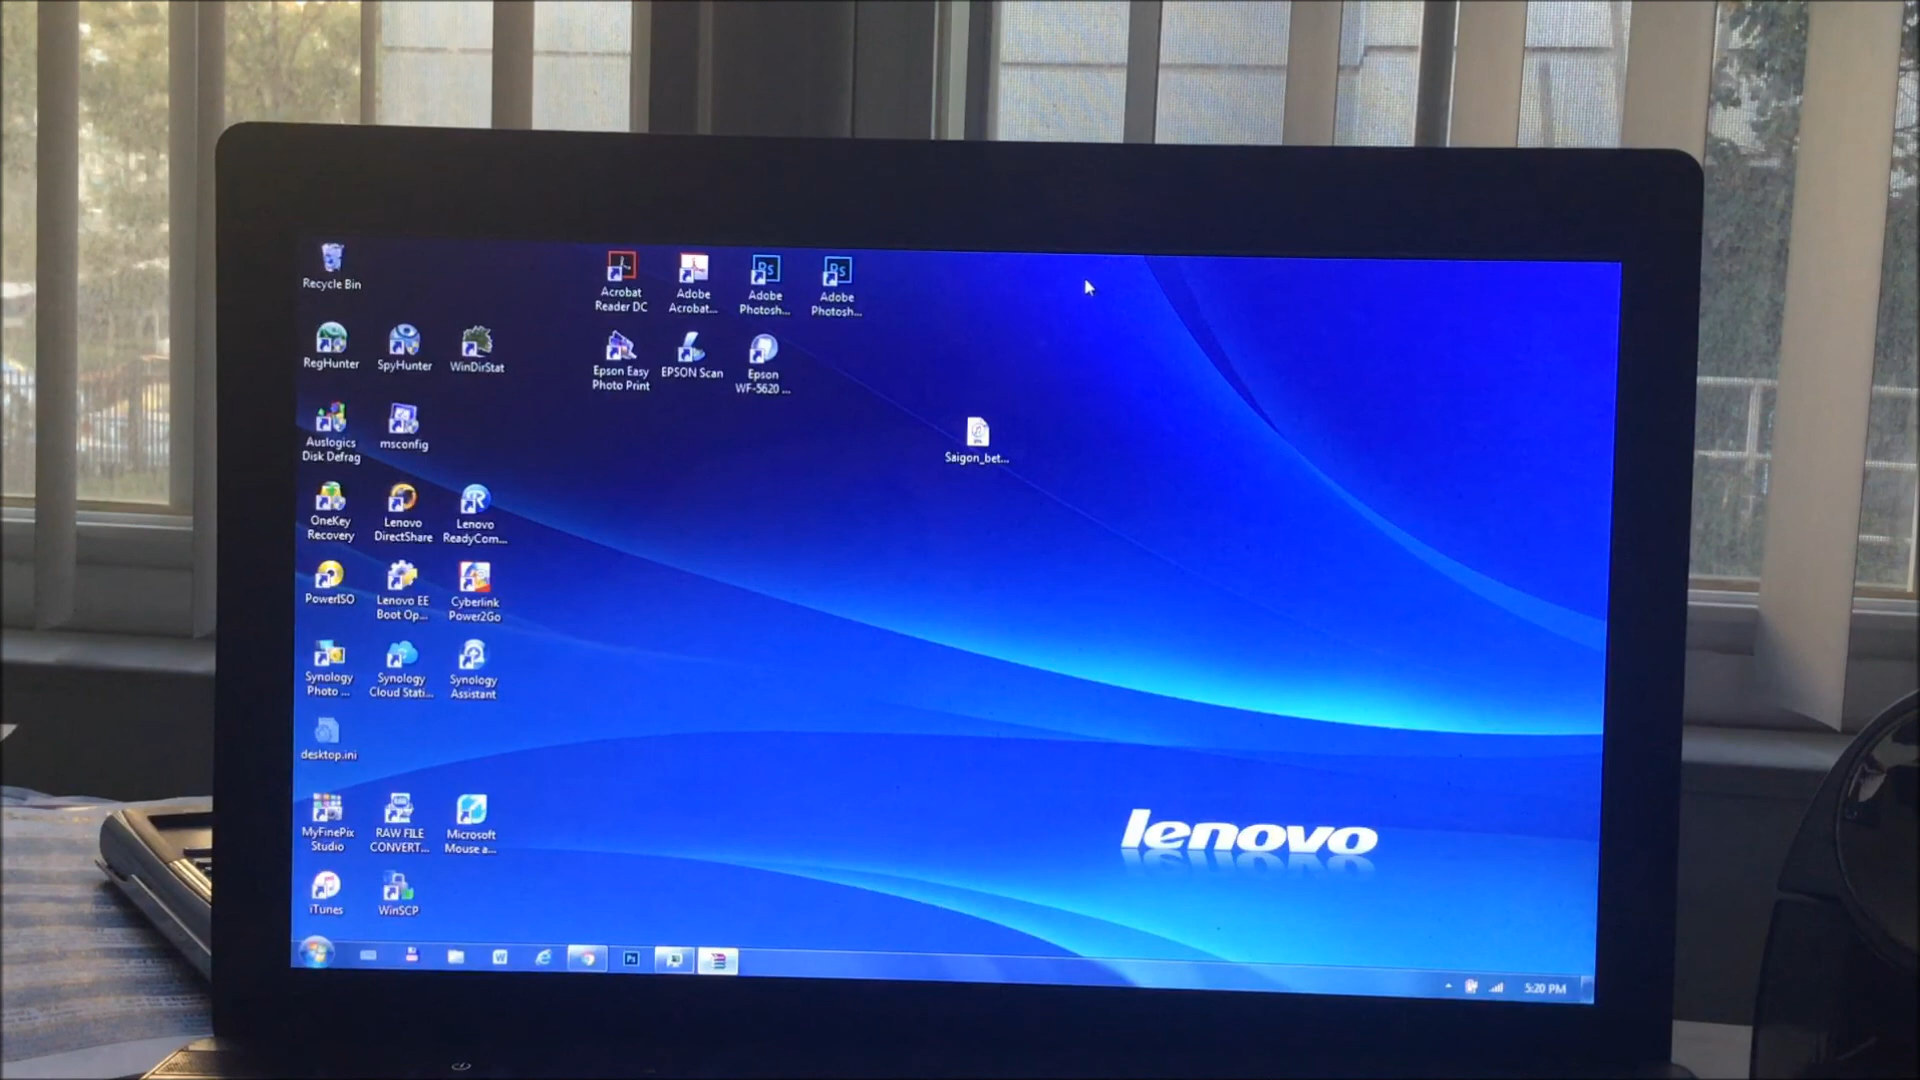 Recycle Bin
Acrobat
Reader DC
Adobe
Acrobat...
Adobe
Photosh...
Adobe
Photosh...
RegHunter
SpyHunter
WinDirStat
Epson Easy
Photo Print
EPSON Scan
Epson
WF-5620 ...
Auslogics
Disk Defrag
msconfig
Saigon_bet...
OneKey
Recovery
Lenovo
DirectShare
Lenovo
ReadyCom...
PowerISO
Lenovo EE
Boot Op...
Cyberlink
Power2Go
Synology
Photo ...
Synology
Cloud Stati...
Synology
Assistant
desktop.ini
MyFinePix
Studio
RAW FILE
CONVERT...
Microsoft
Mouse a...
lenovo
iTunes
WinSCP
5:20 PM